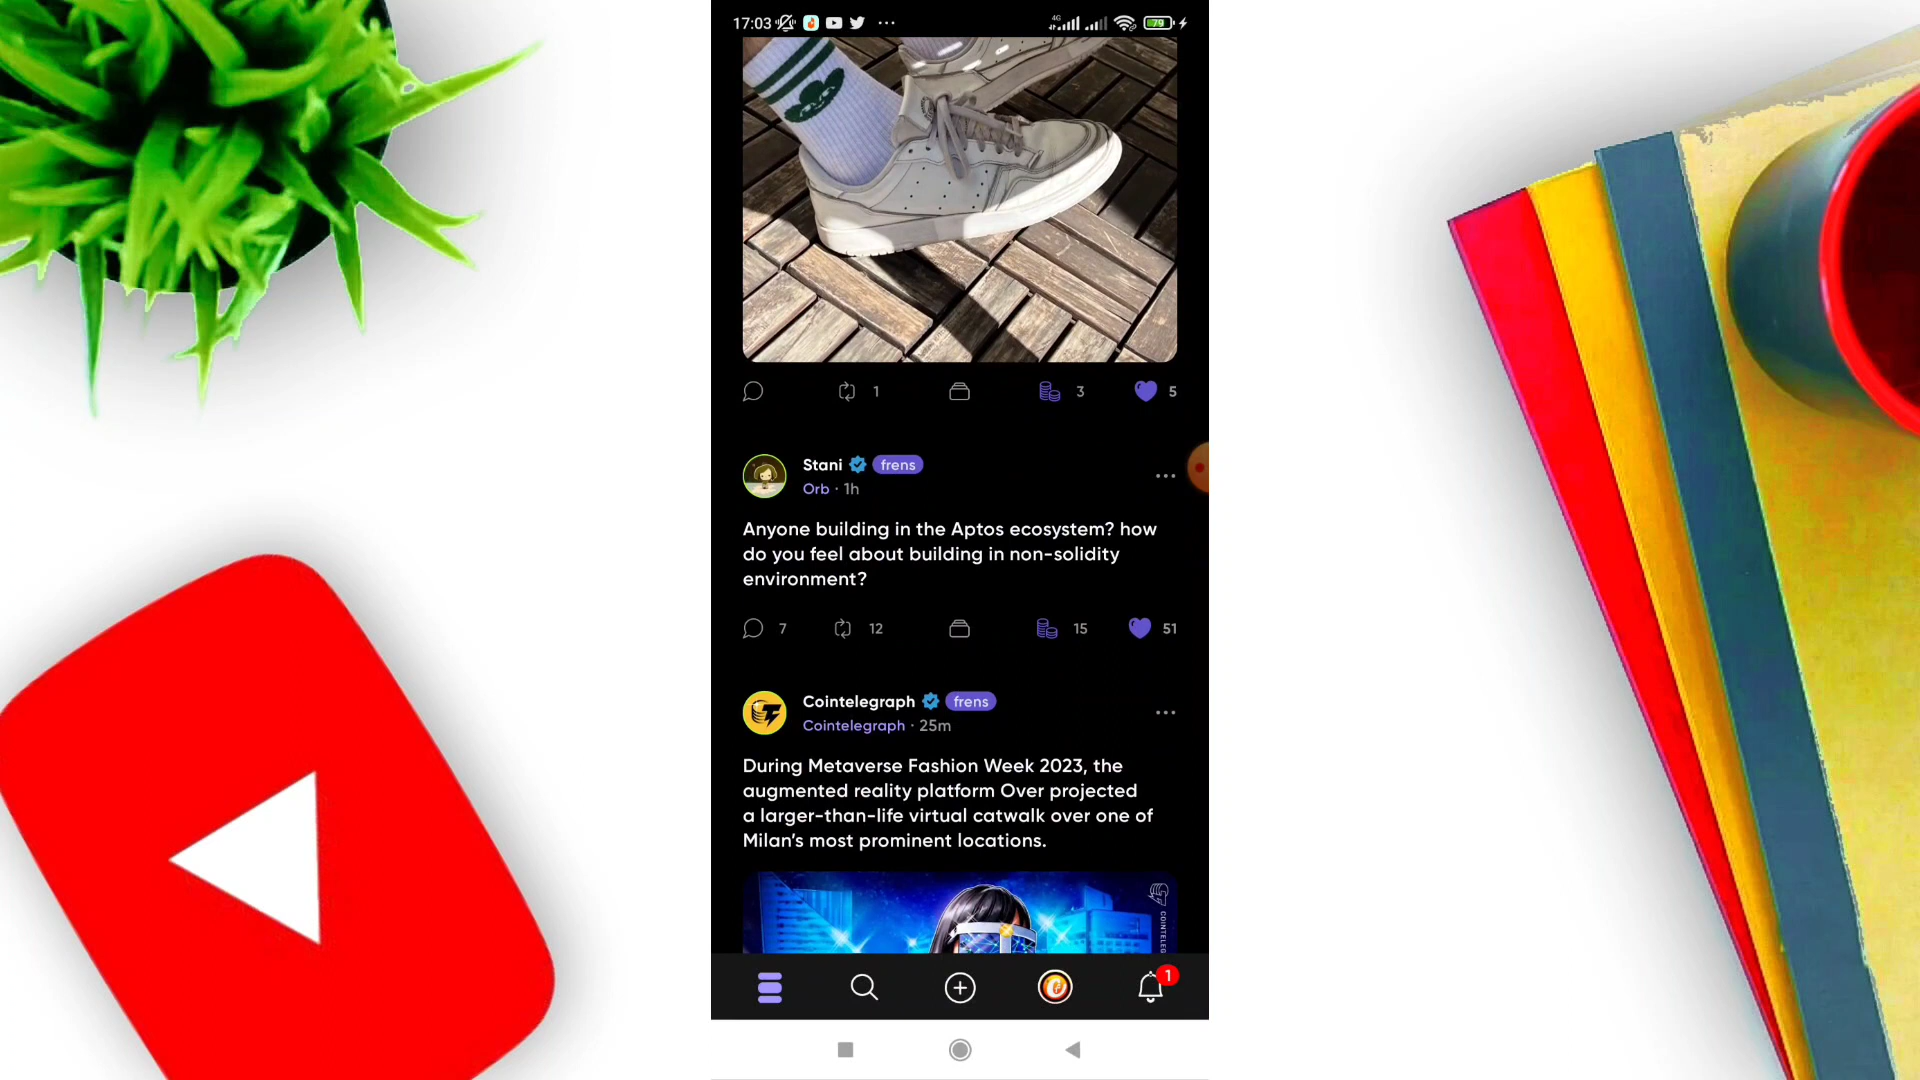 17:03
4G
79
1
3
5
Stani frens
Orb · 1h
Anyone building in the Aptos ecosystem? how
do you feel about building in non-solidity
environment?
7
12
15
51
Cointelegraph frens
Cointelegraph · 25m
During Metaverse Fashion Week 2023, the
augmented reality platform Over projected
a larger-than-life virtual catwalk over one of
Milan’s most prominent locations.
1